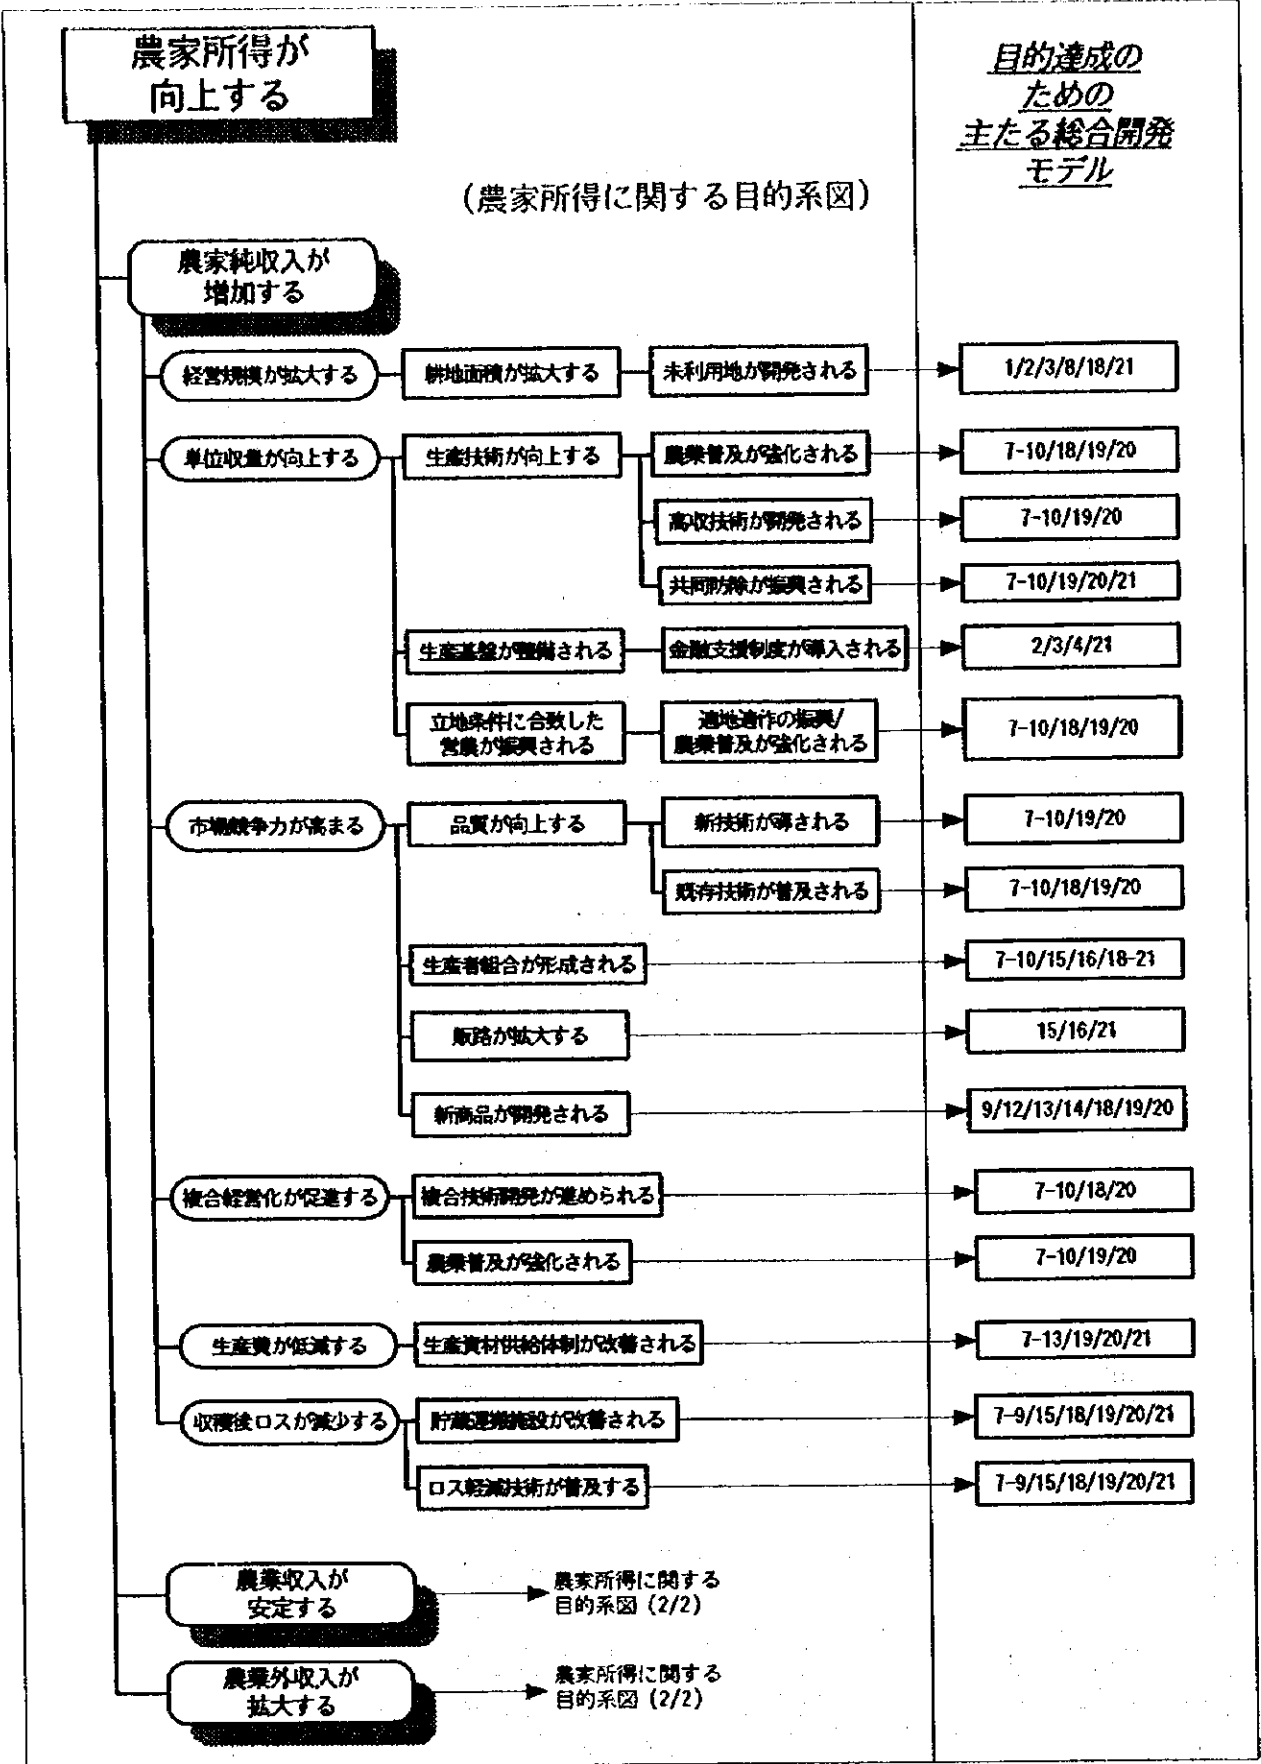 農家所得が
向上する
目的達成の
ための
主たる総合開発
モデル
(農家所得に関する目的系図)
農家純収入が
増加する
経営規模が拡大する
耕地面積が拡大する
未利用地が開発される
1/2/3/8/18/21
単位収量が向上する
生産技術が向上する
農業普及が強化される
7-10/18/19/20
高収技術が開発される
7-10/19/20
共同防除が振興される
7-10/19/20/21
生産基盤が整備される
金融支援制度が導入される
2/3/4/21
立地条件に合致した
営農が振興される
適地適作の振興/
農業普及が強化される
7-10/18/19/20
市場競争力が高まる
品質が向上する
新技術が導される
7-10/19/20
既存技術が普及される
7-10/18/19/20
生産者組合が形成される
7-10/15/16/18-21
販路が拡大する
15/16/21
新商品が開発される
9/12/13/14/18/19/20
複合経営化が促進する
複合技術開発が進められる
7-10/18/20
農業普及が強化される
7-10/19/20
生産費が低減する
生産資材供給体制が改善される
7-13/19/20/21
収穫後ロスが減少する
貯蔵運搬施設が改善される
7-9/15/18/19/20/21
ロス軽減技術が普及する
7-9/15/18/19/20/21
農業収入が
安定する
農家所得に関する
目的系図 (2/2)
農業外収入が
拡大する
農家所得に関する
目的系図 (2/2)